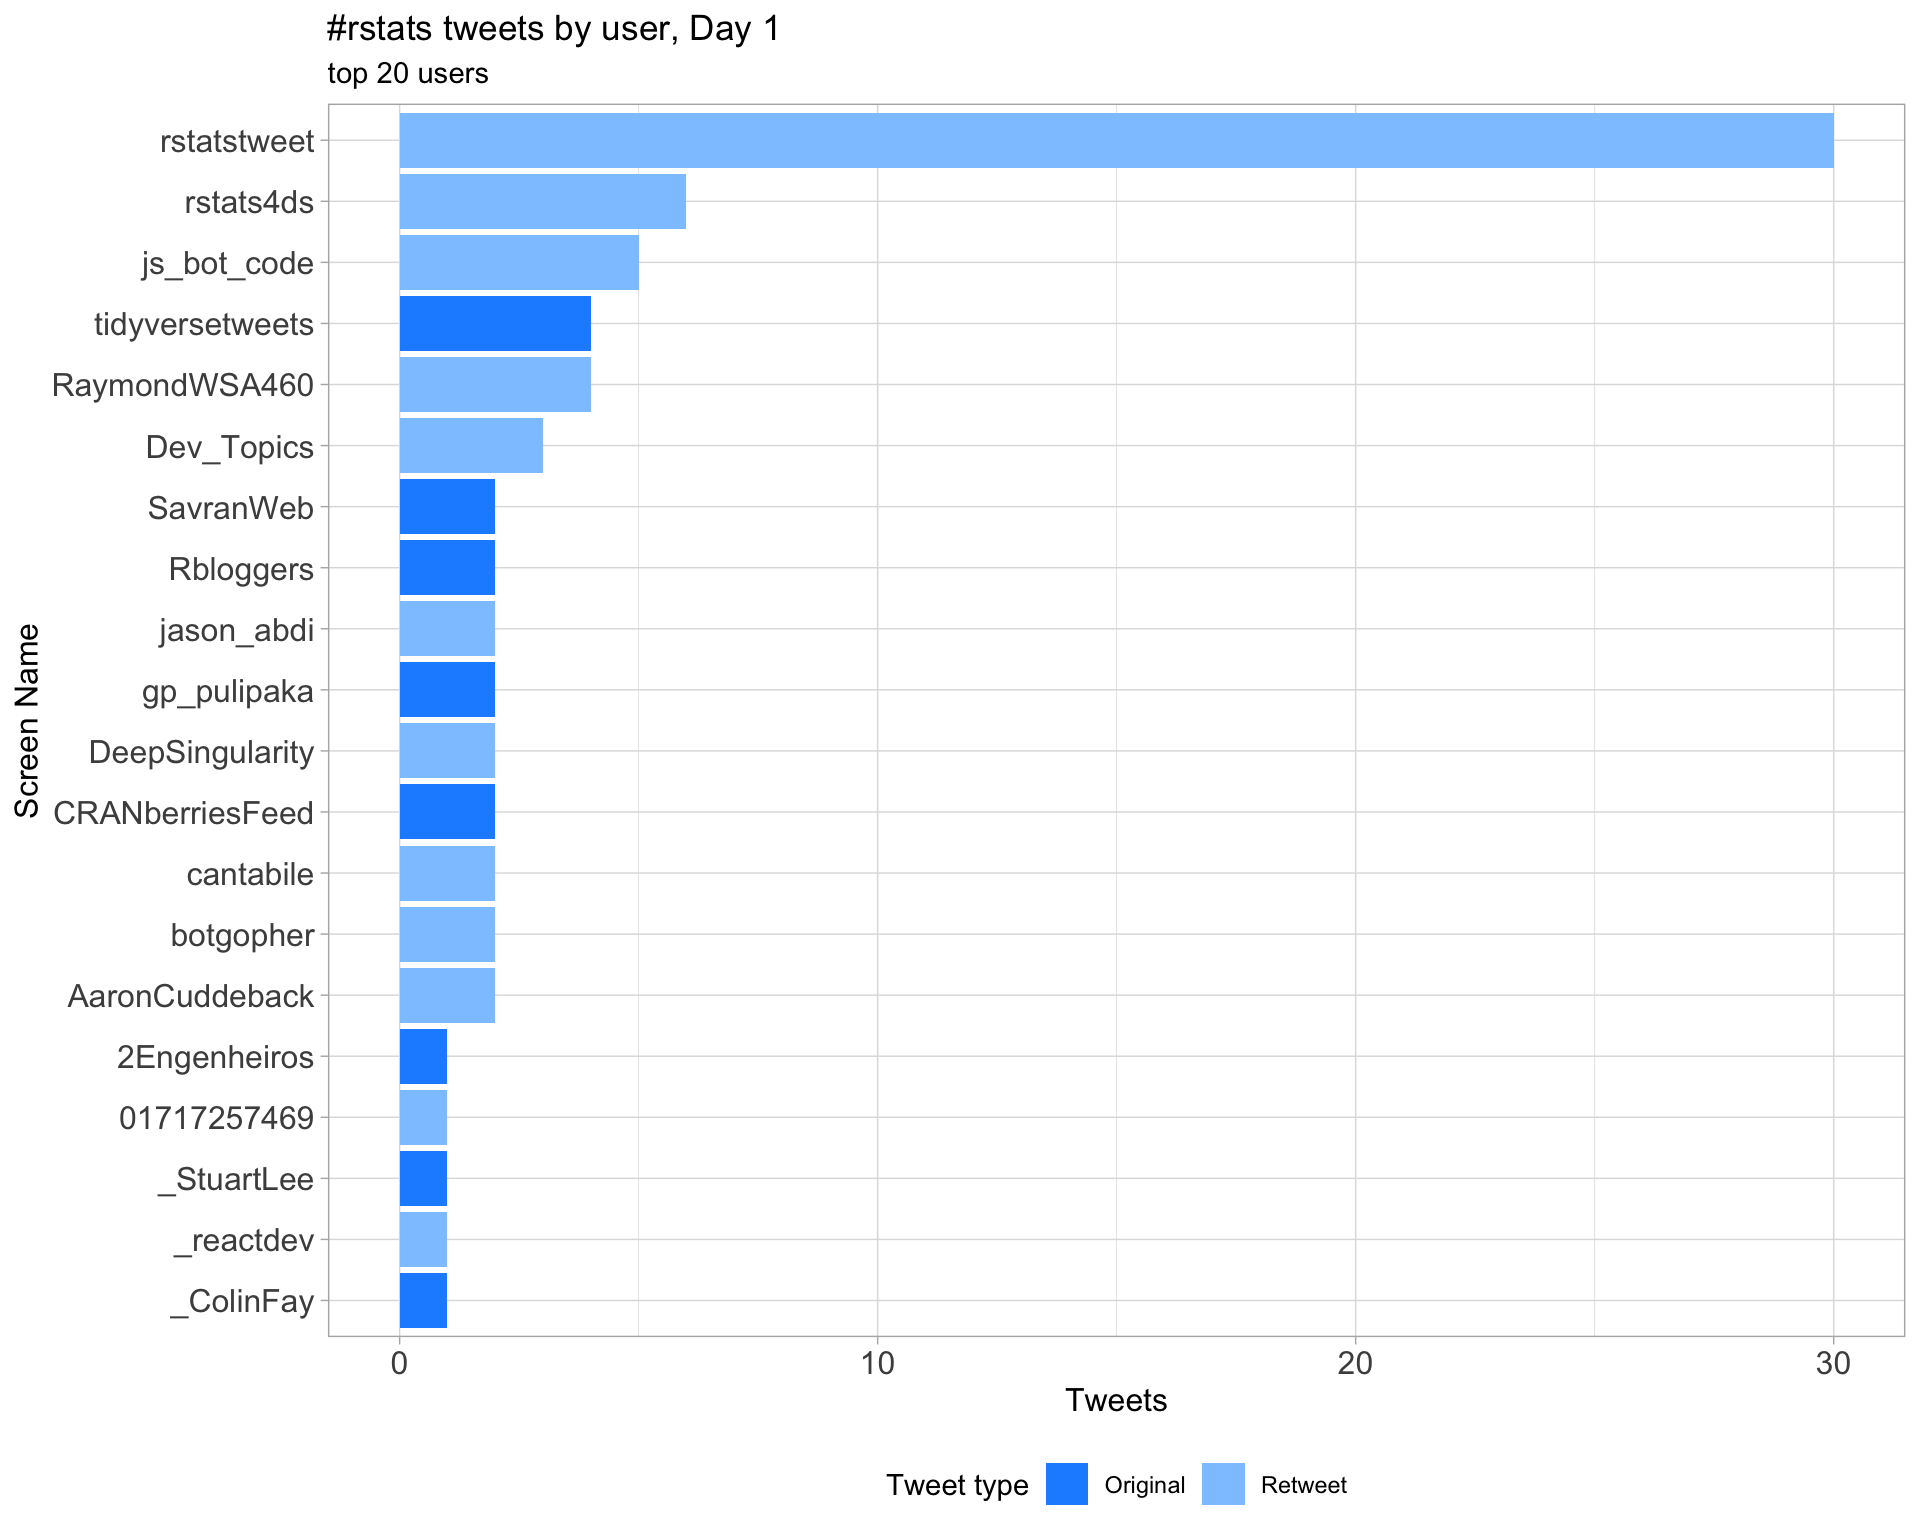 #rstats tweets by user, Day 1
top 20 users
Screen Name
rstatstweet
rstats4ds
js_bot_code
tidyversetweets
RaymondWSA460
Dev_Topics
SavranWeb
Rbloggers
jason_abdi
gp_pulipaka
DeepSingularity
CRANberriesFeed
cantabile
botgopher
AaronCuddeback
2Engenheiros
01717257469
_StuartLee
_reactdev
_ColinFay
0 10 20 30
Tweets
Tweet type Original Retweet